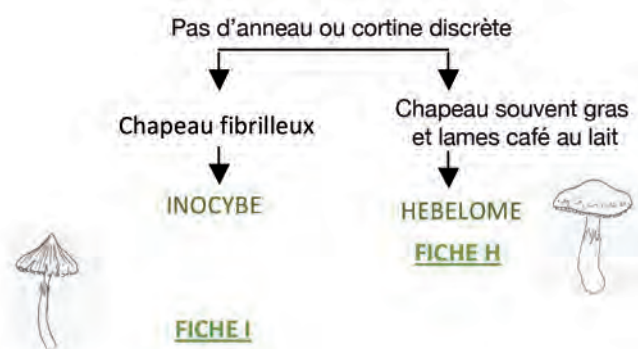 Pas d'anneau ou cortine discrète
Chapeau fibrilleux
Chapeau souvent gras
et lames café au lait
INOCYBE
HEBELOME
FICHE H
FICHE I